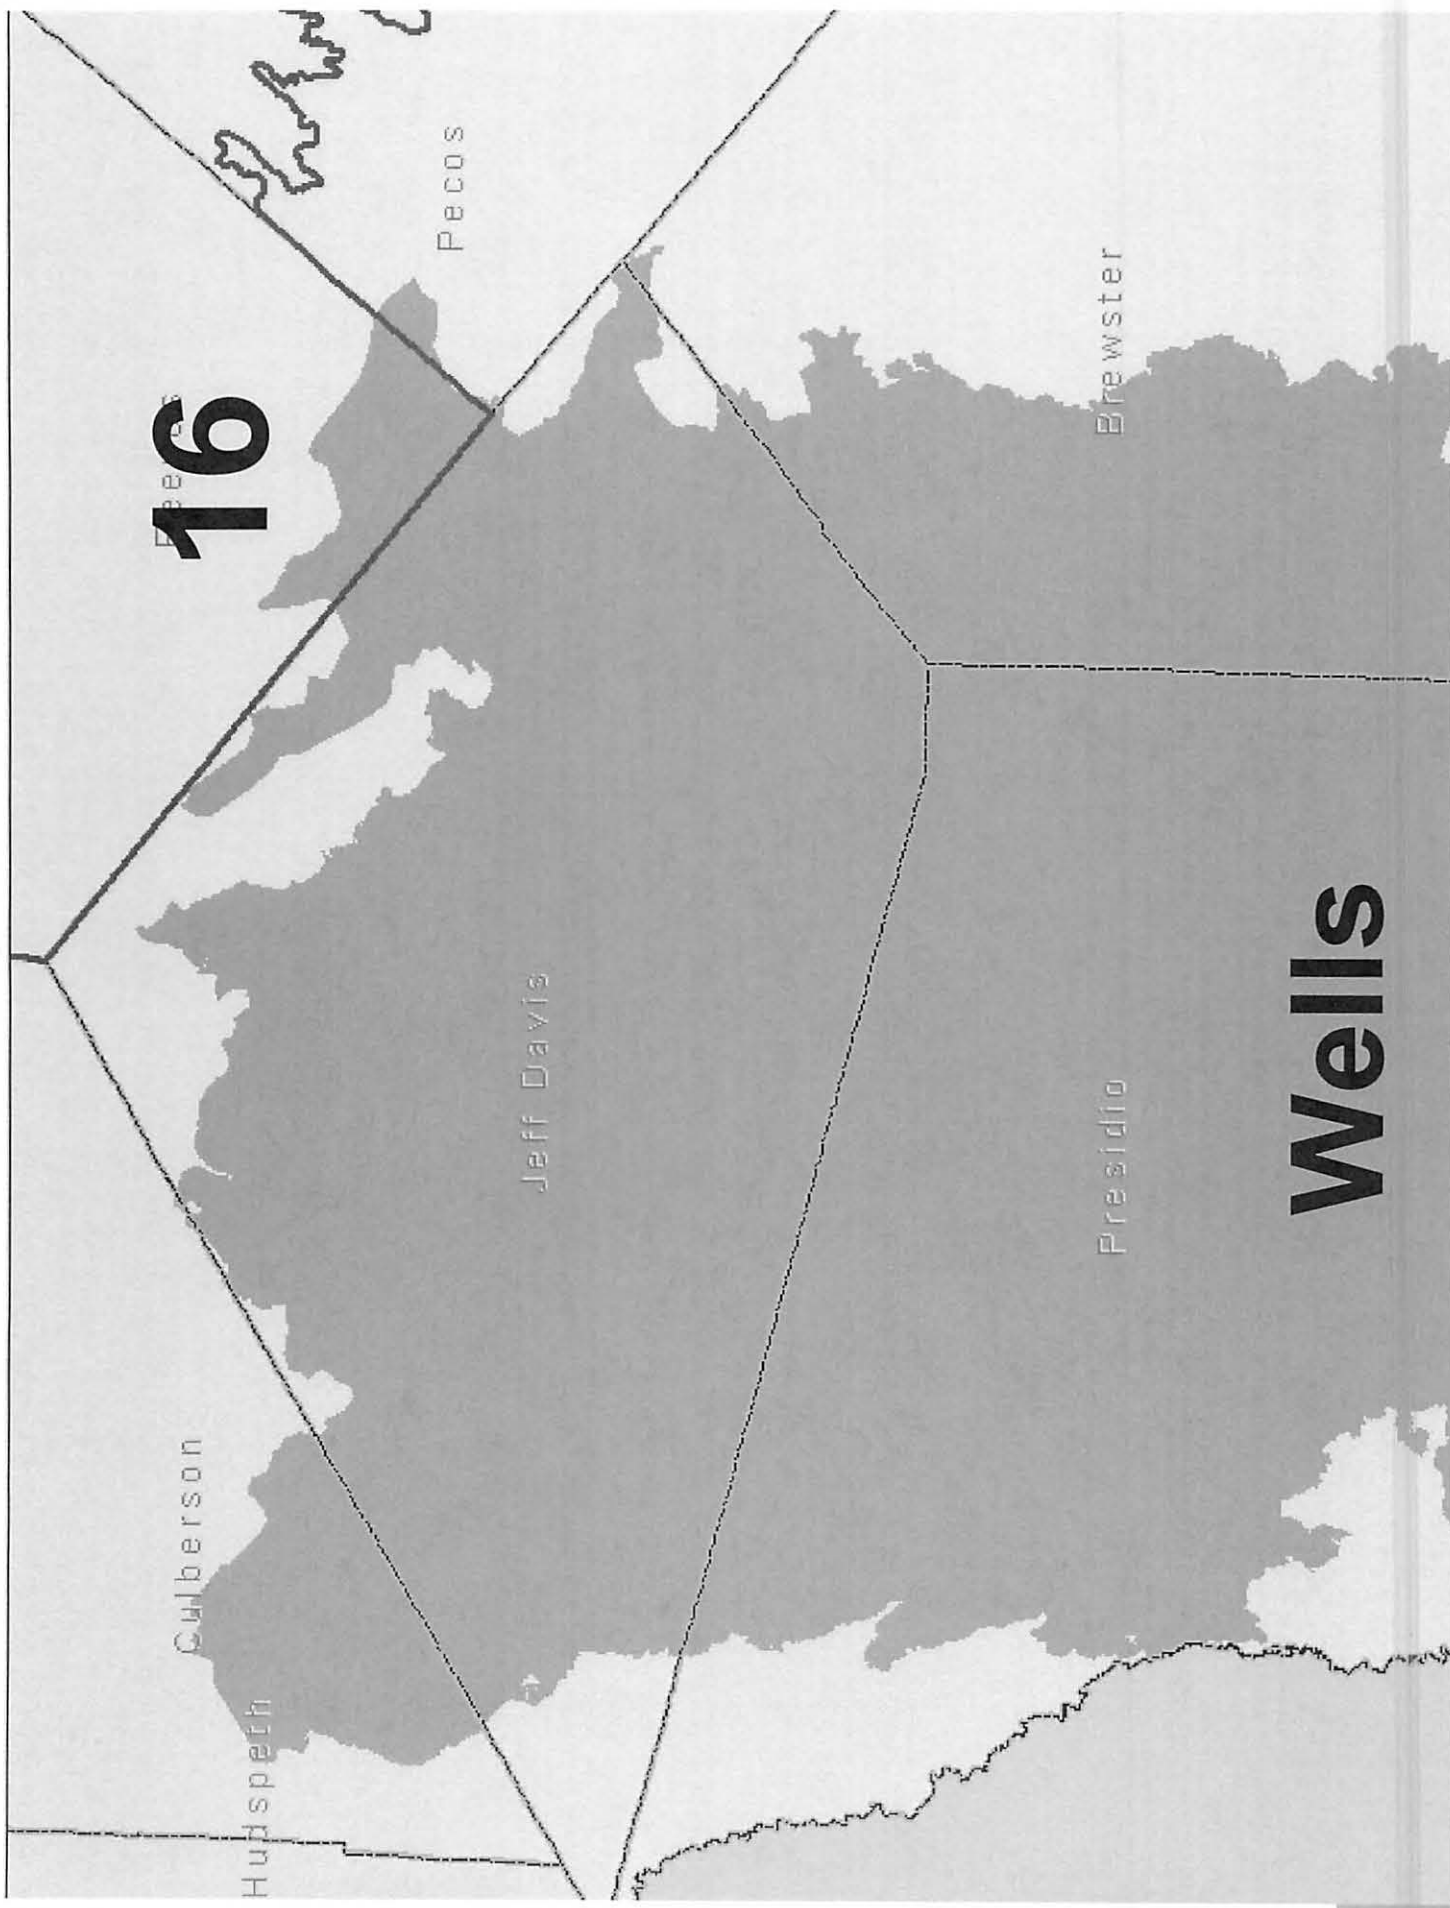 Hudspeth
Culberson
16
Pecos
Jeff Davis
Presidio
Brewster
Wells